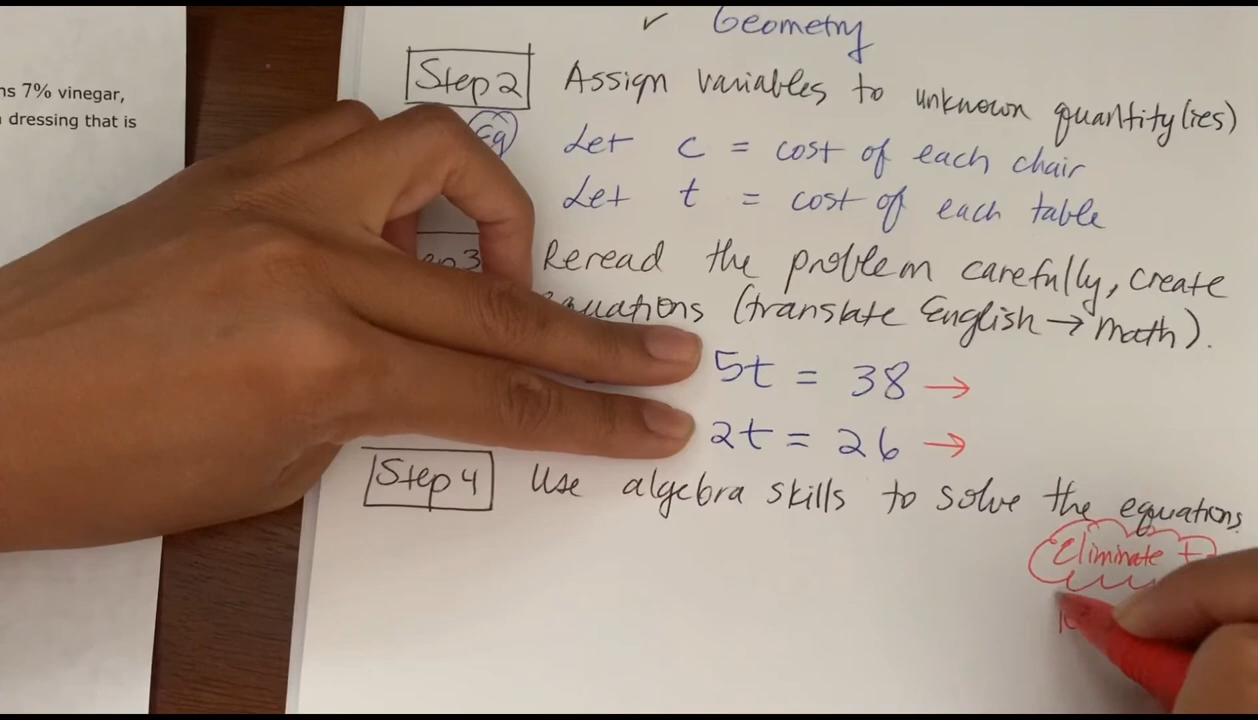 7% vinegar,
dressing that is
✓ Geometry
Step 2 Assign variables to unknown quantity(ies)
Eg Let c = cost of each chair
Let t = cost of each table
Reread the problem carefully, create
(translate English → math).
5t = 38 →
2t = 26 →
Step 4 Use algebra skills to solve the equations.
Eliminate